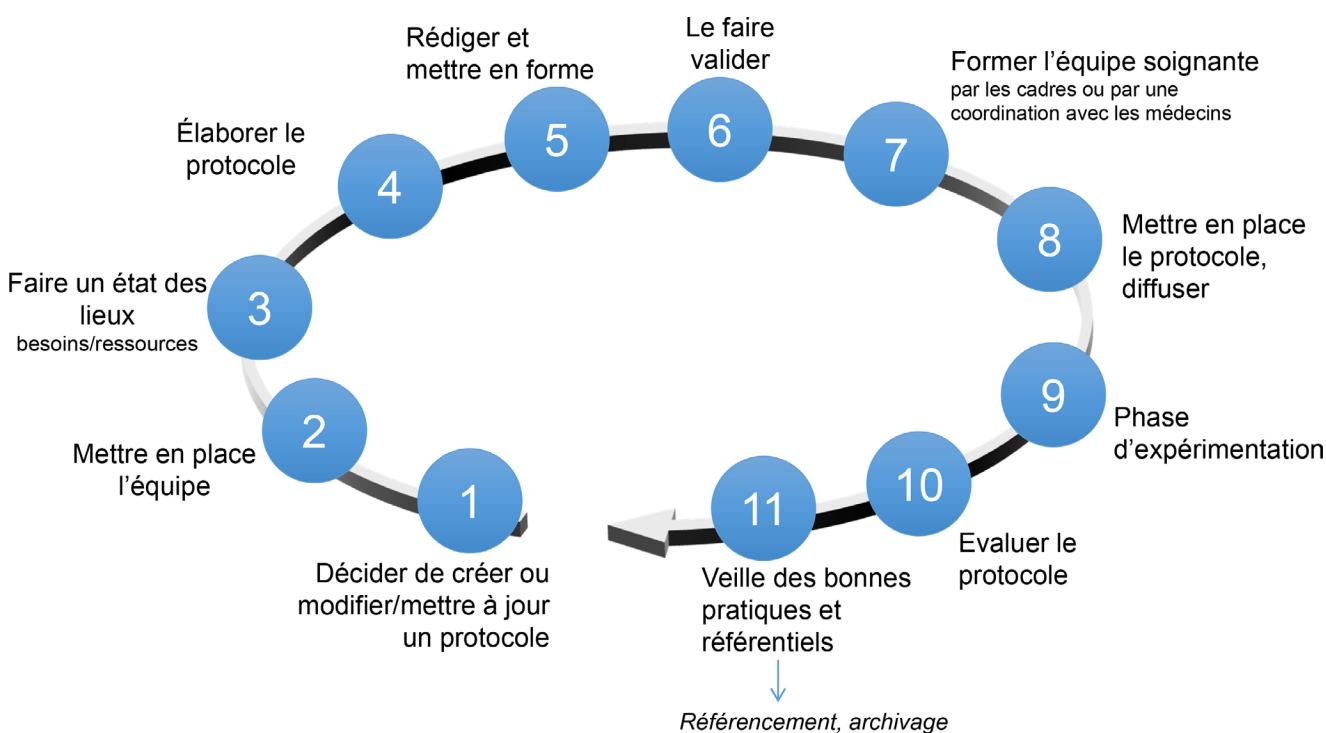 1
Décider de créer ou
modifier/mettre à jour
un protocole
2
Mettre en place
l’équipe
3
Faire un état des
lieux
besoins/ressources
4
Élaborer le
protocole
5
Rédiger et
mettre en forme
6
Le faire
valider
7
Former l’équipe soignante
par les cadres ou par une
coordination avec les médecins
8
Mettre en place
le protocole,
diffuser
9
Phase
d’expérimentation
10
Evaluer le
protocole
11
Veille des bonnes
pratiques et
référentiels
Référencement, archivage